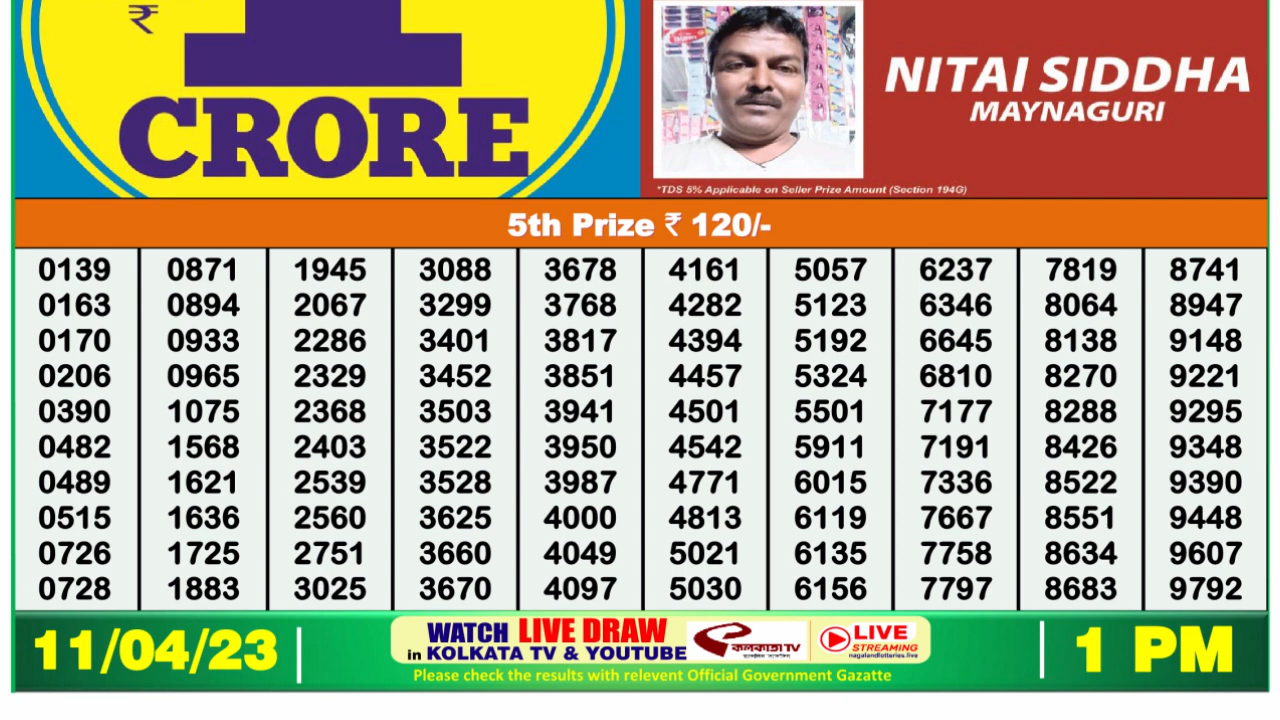 ₹ 1
CRORE
NITAI SIDDHA
MAYNAGURI
*TDS 5% Applicable on Seller Prize Amount (Section 194G)
5th Prize ₹ 120/-
0139 0871 1945 3088 3678 4161 5057 6237 7819 8741
0163 0894 2067 3299 3768 4282 5123 6346 8064 8947
0170 0933 2286 3401 3817 4394 5192 6645 8138 9148
0206 0965 2329 3452 3851 4457 5324 6810 8270 9221
0390 1075 2368 3503 3941 4501 5501 7177 8288 9295
0482 1568 2403 3522 3950 4542 5911 7191 8426 9348
0489 1621 2539 3528 3987 4771 6015 7336 8522 9390
0515 1636 2560 3625 4000 4813 6119 7667 8551 9448
0726 1725 2751 3660 4049 5021 6135 7758 8634 9607
0728 1883 3025 3670 4097 5030 6156 7797 8683 9792
11/04/23
WATCH LIVE DRAW
in KOLKATA TV & YOUTUBE
কলকাতা TV
LIVE
STREAMING
nagalandlotteries.live
Please check the results with relevent Official Government Gazatte
1 PM